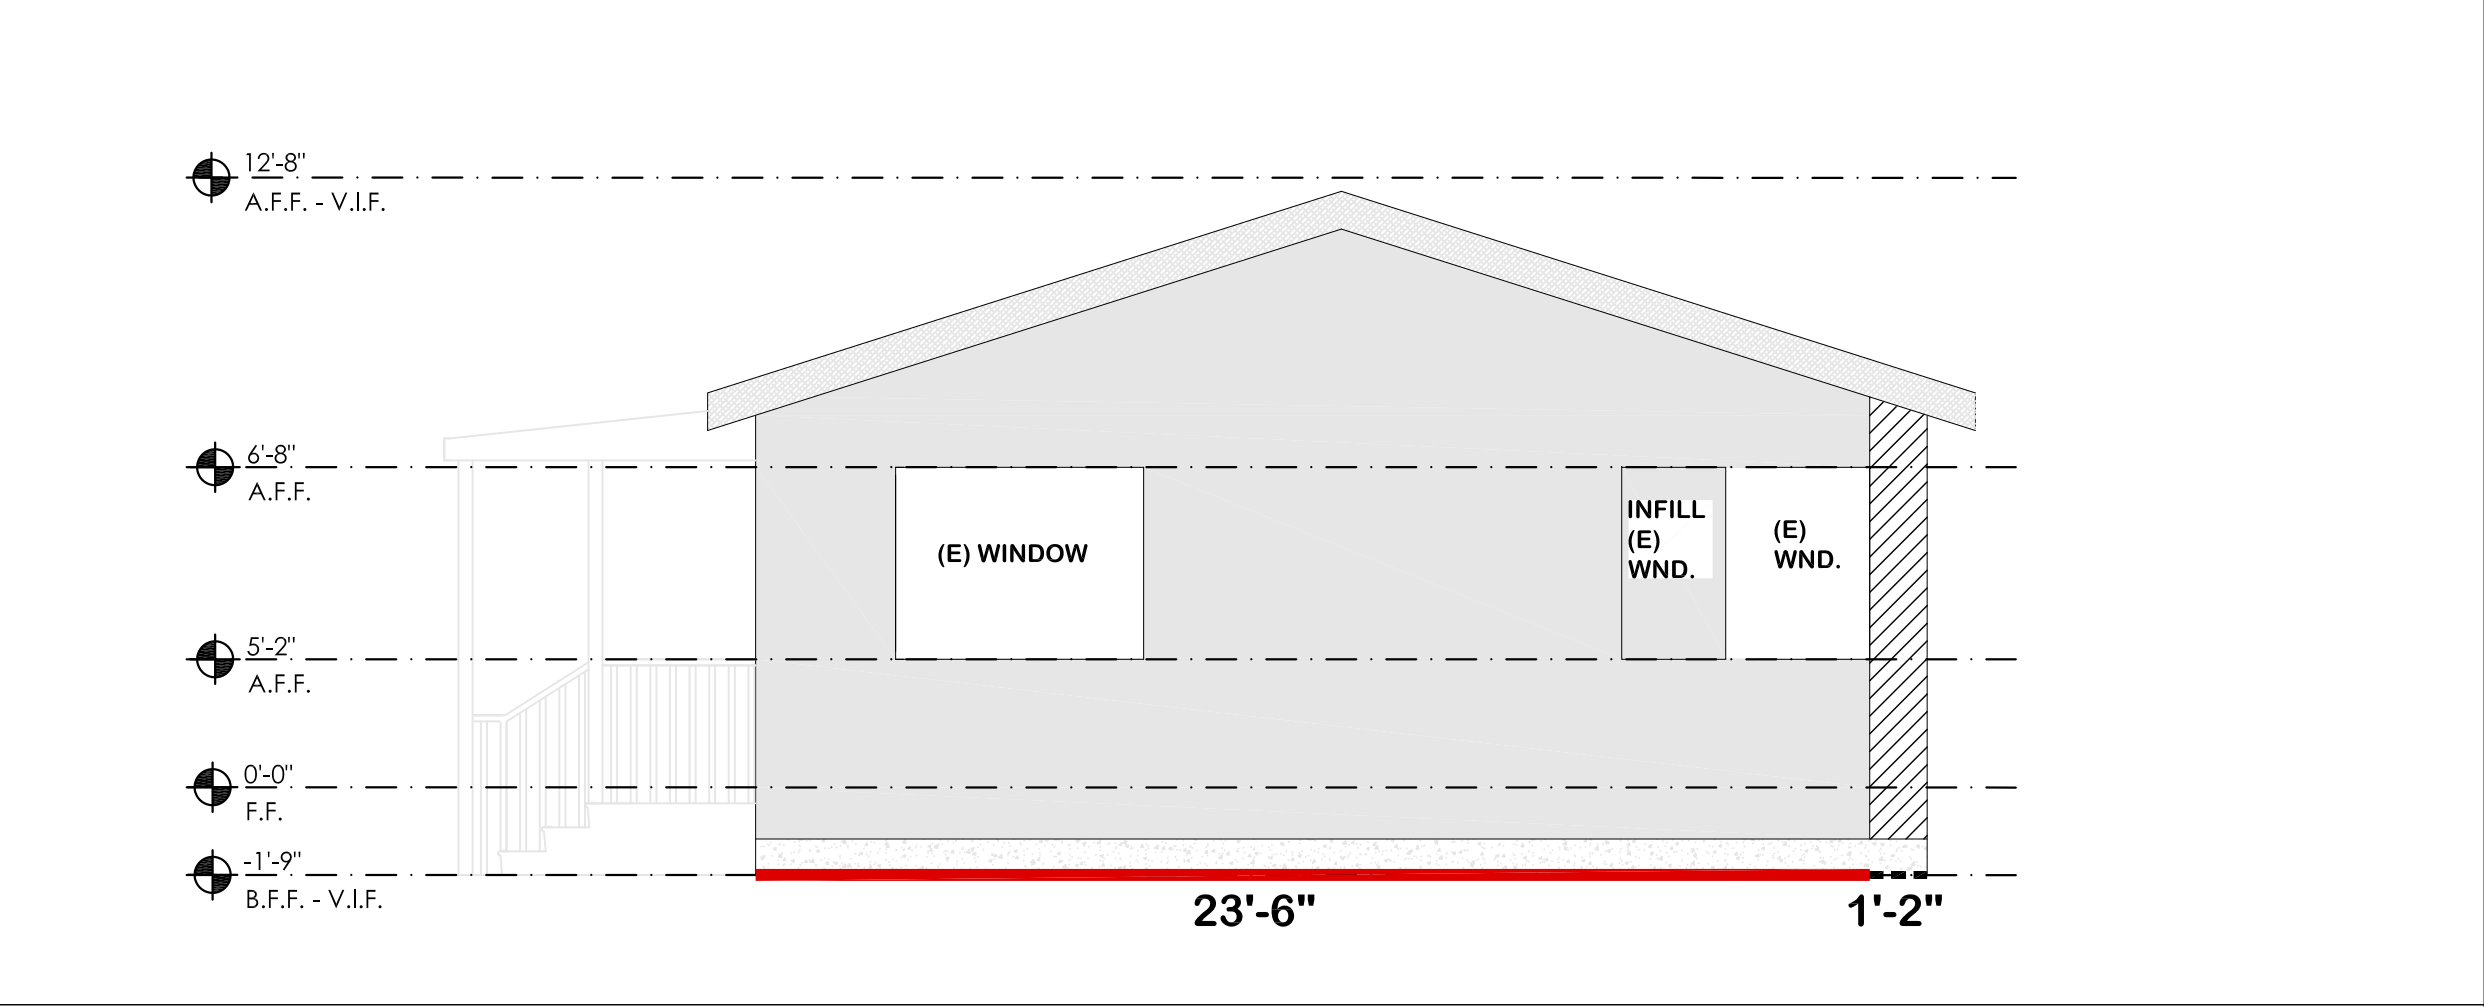 12'-8"
A.F.F. - V.I.F.
6'-8"
A.F.F.
INFILL
(E)
WND.
(E)
WND.
(E) WINDOW
5'-2"
A.F.F.
0'-0"
F.F.
-1'-9"
B.F.F. - V.I.F.
23'-6"
1'-2"